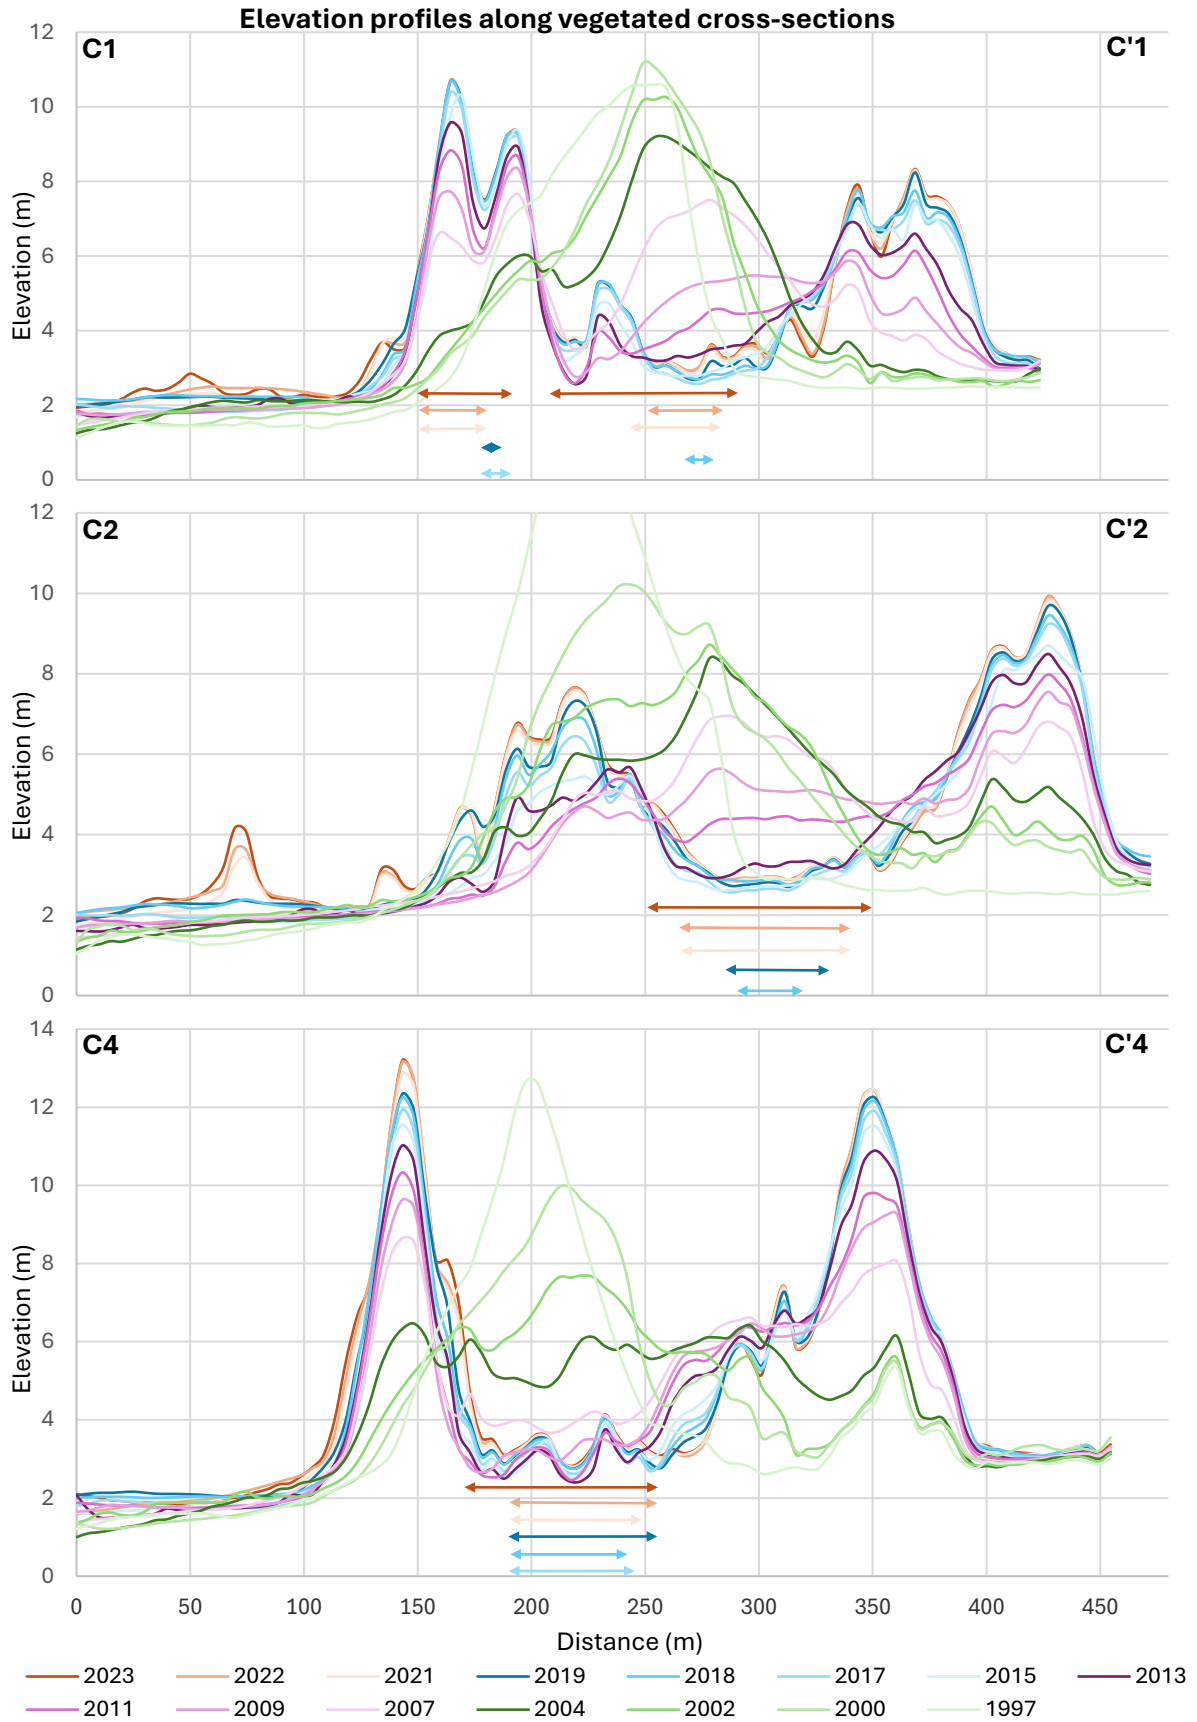 Elevation profiles along vegetated cross-sections
C1
C'1
12
10
8
6
4
2
0
Elevation (m)
C2
C'2
12
10
8
6
4
2
0
Elevation (m)
C4
C'4
14
12
10
8
6
4
2
0
Elevation (m)
0 50 100 150 200 250 300 350 400 450
Distance (m)
2023 2022 2021 2019 2018 2017 2015 2013
2011 2009 2007 2004 2002 2000 1997